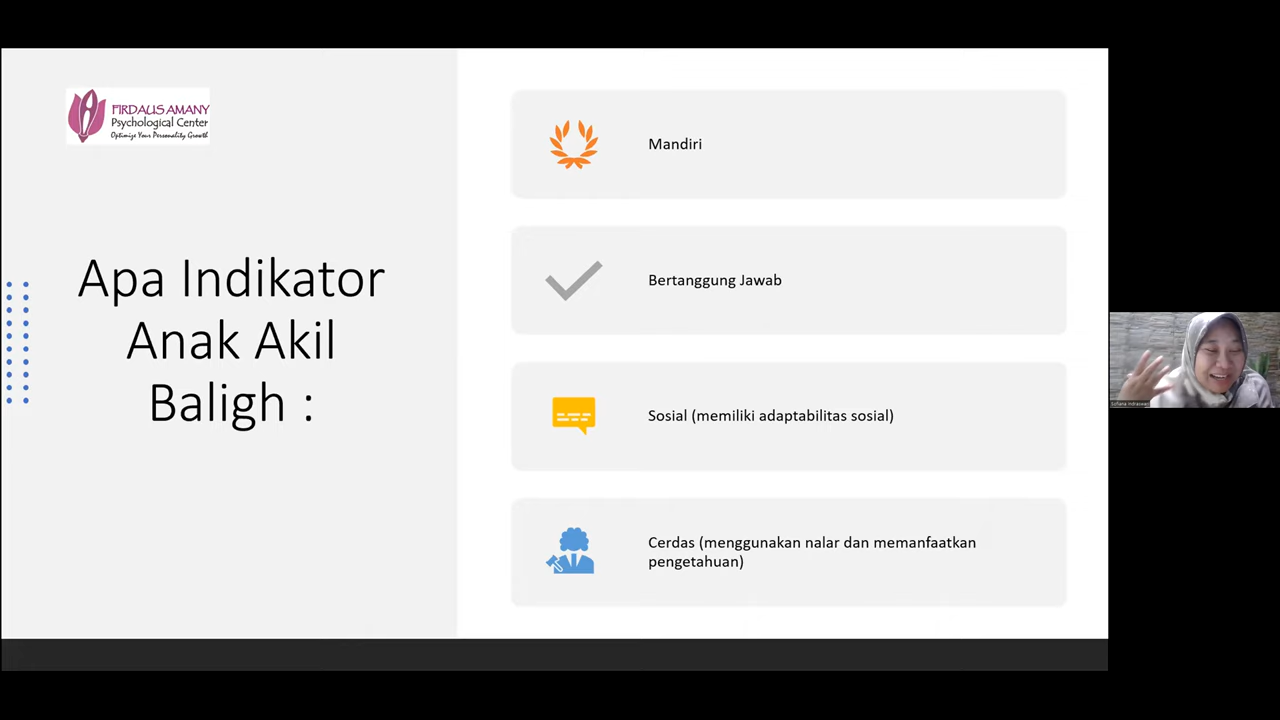 FIRDAUS AMANY
Psychological Center
Optimize Your Personality Growth
Apa Indikator
Anak Akil
Baligh :
Mandiri
Bertanggung Jawab
Sosial (memiliki adaptabilitas sosial)
Cerdas (menggunakan nalar dan memanfaatkan
pengetahuan)